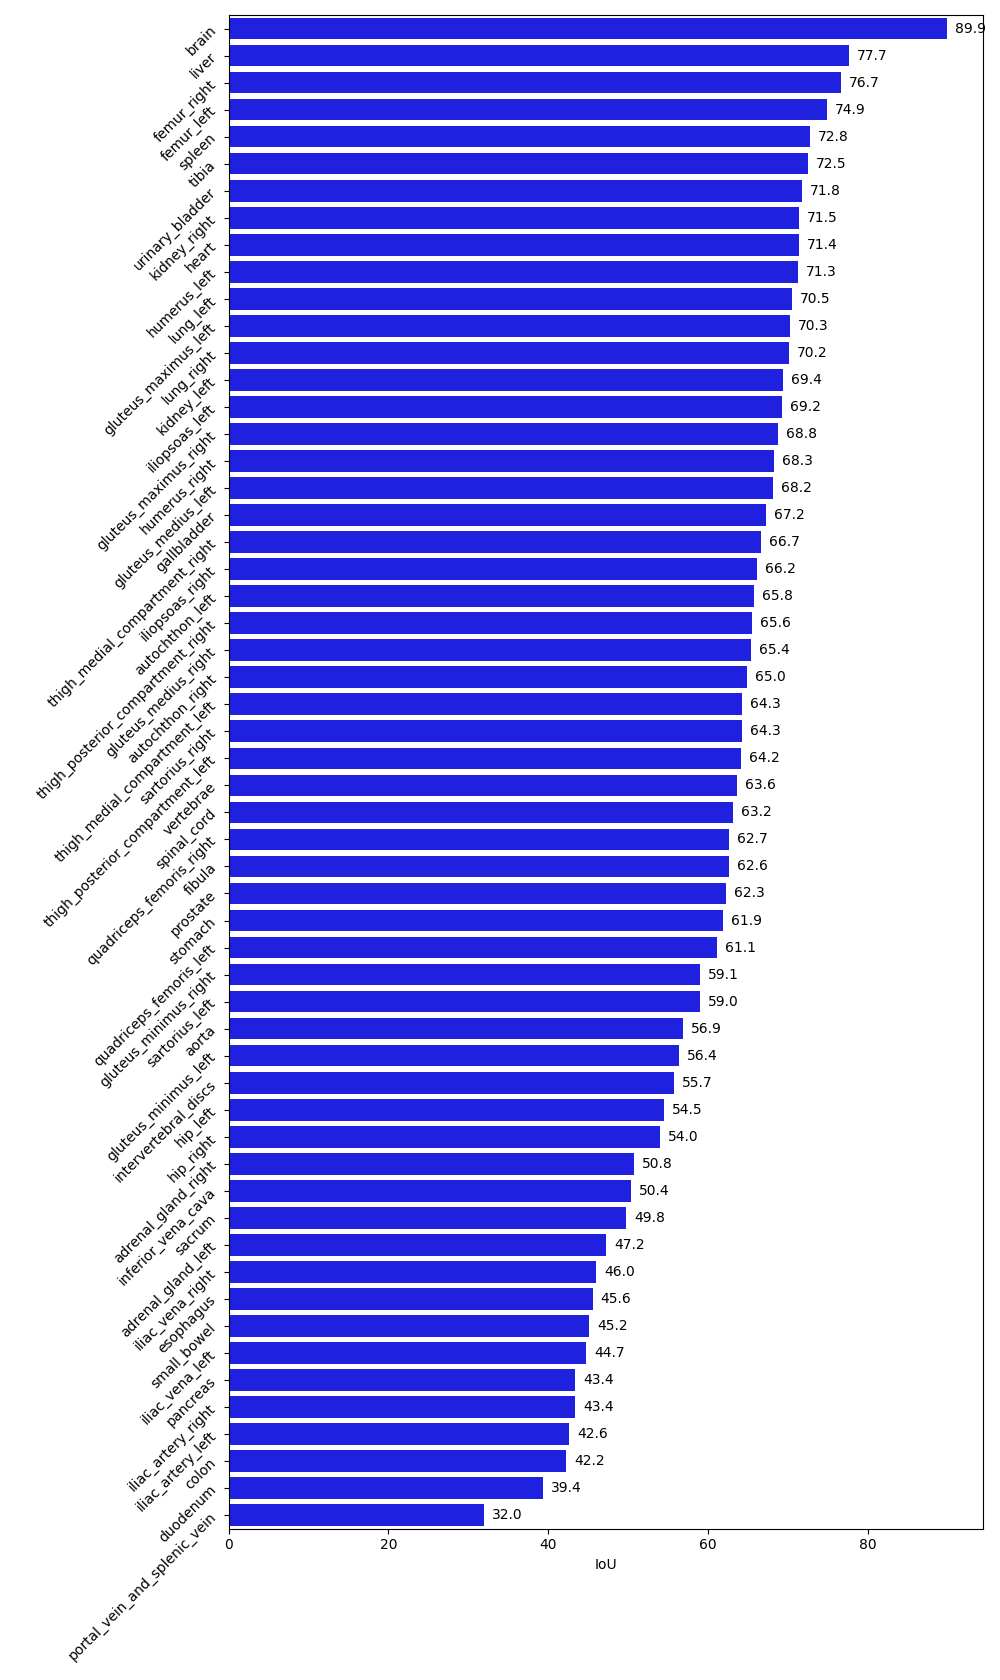 brain 89.9
liver 77.7
femur_right 76.7
femur_left 74.9
spleen 72.8
tibia 72.5
urinary_bladder 71.8
kidney_right 71.5
heart 71.4
humerus_left 71.3
lung_left 70.5
gluteus_maximus_left 70.3
lung_right 70.2
kidney_left 69.4
iliopsoas_left 69.2
gluteus_maximus_right 68.8
humerus_right 68.3
gluteus_medius_left 68.2
gallbladder 67.2
thigh_medial_compartment_right 66.7
iliopsoas_right 66.2
autochthon_left 65.8
thigh_posterior_compartment_right 65.6
gluteus_medius_right 65.4
autochthon_right 65.0
thigh_medial_compartment_left 64.3
sartorius_right 64.3
thigh_posterior_compartment_left 64.2
vertebrae 63.6
spinal_cord 63.2
quadriceps_femoris_right 62.7
fibula 62.6
prostate 62.3
stomach 61.9
quadriceps_femoris_left 61.1
gluteus_minimus_right 59.1
sartorius_left 59.0
aorta 56.9
gluteus_minimus_left 56.4
intervertebral_discs 55.7
hip_left 54.5
hip_right 54.0
adrenal_gland_right 50.8
inferior_vena_cava 50.4
sacrum 49.8
adrenal_gland_left 47.2
iliac_vena_right 46.0
esophagus 45.6
small_bowel 45.2
iliac_vena_left 44.7
pancreas 43.4
iliac_artery_right 43.4
iliac_artery_left 42.6
colon 42.2
duodenum 39.4
portal_vein_and_splenic_vein 32.0
0 20 40 60 80
IoU